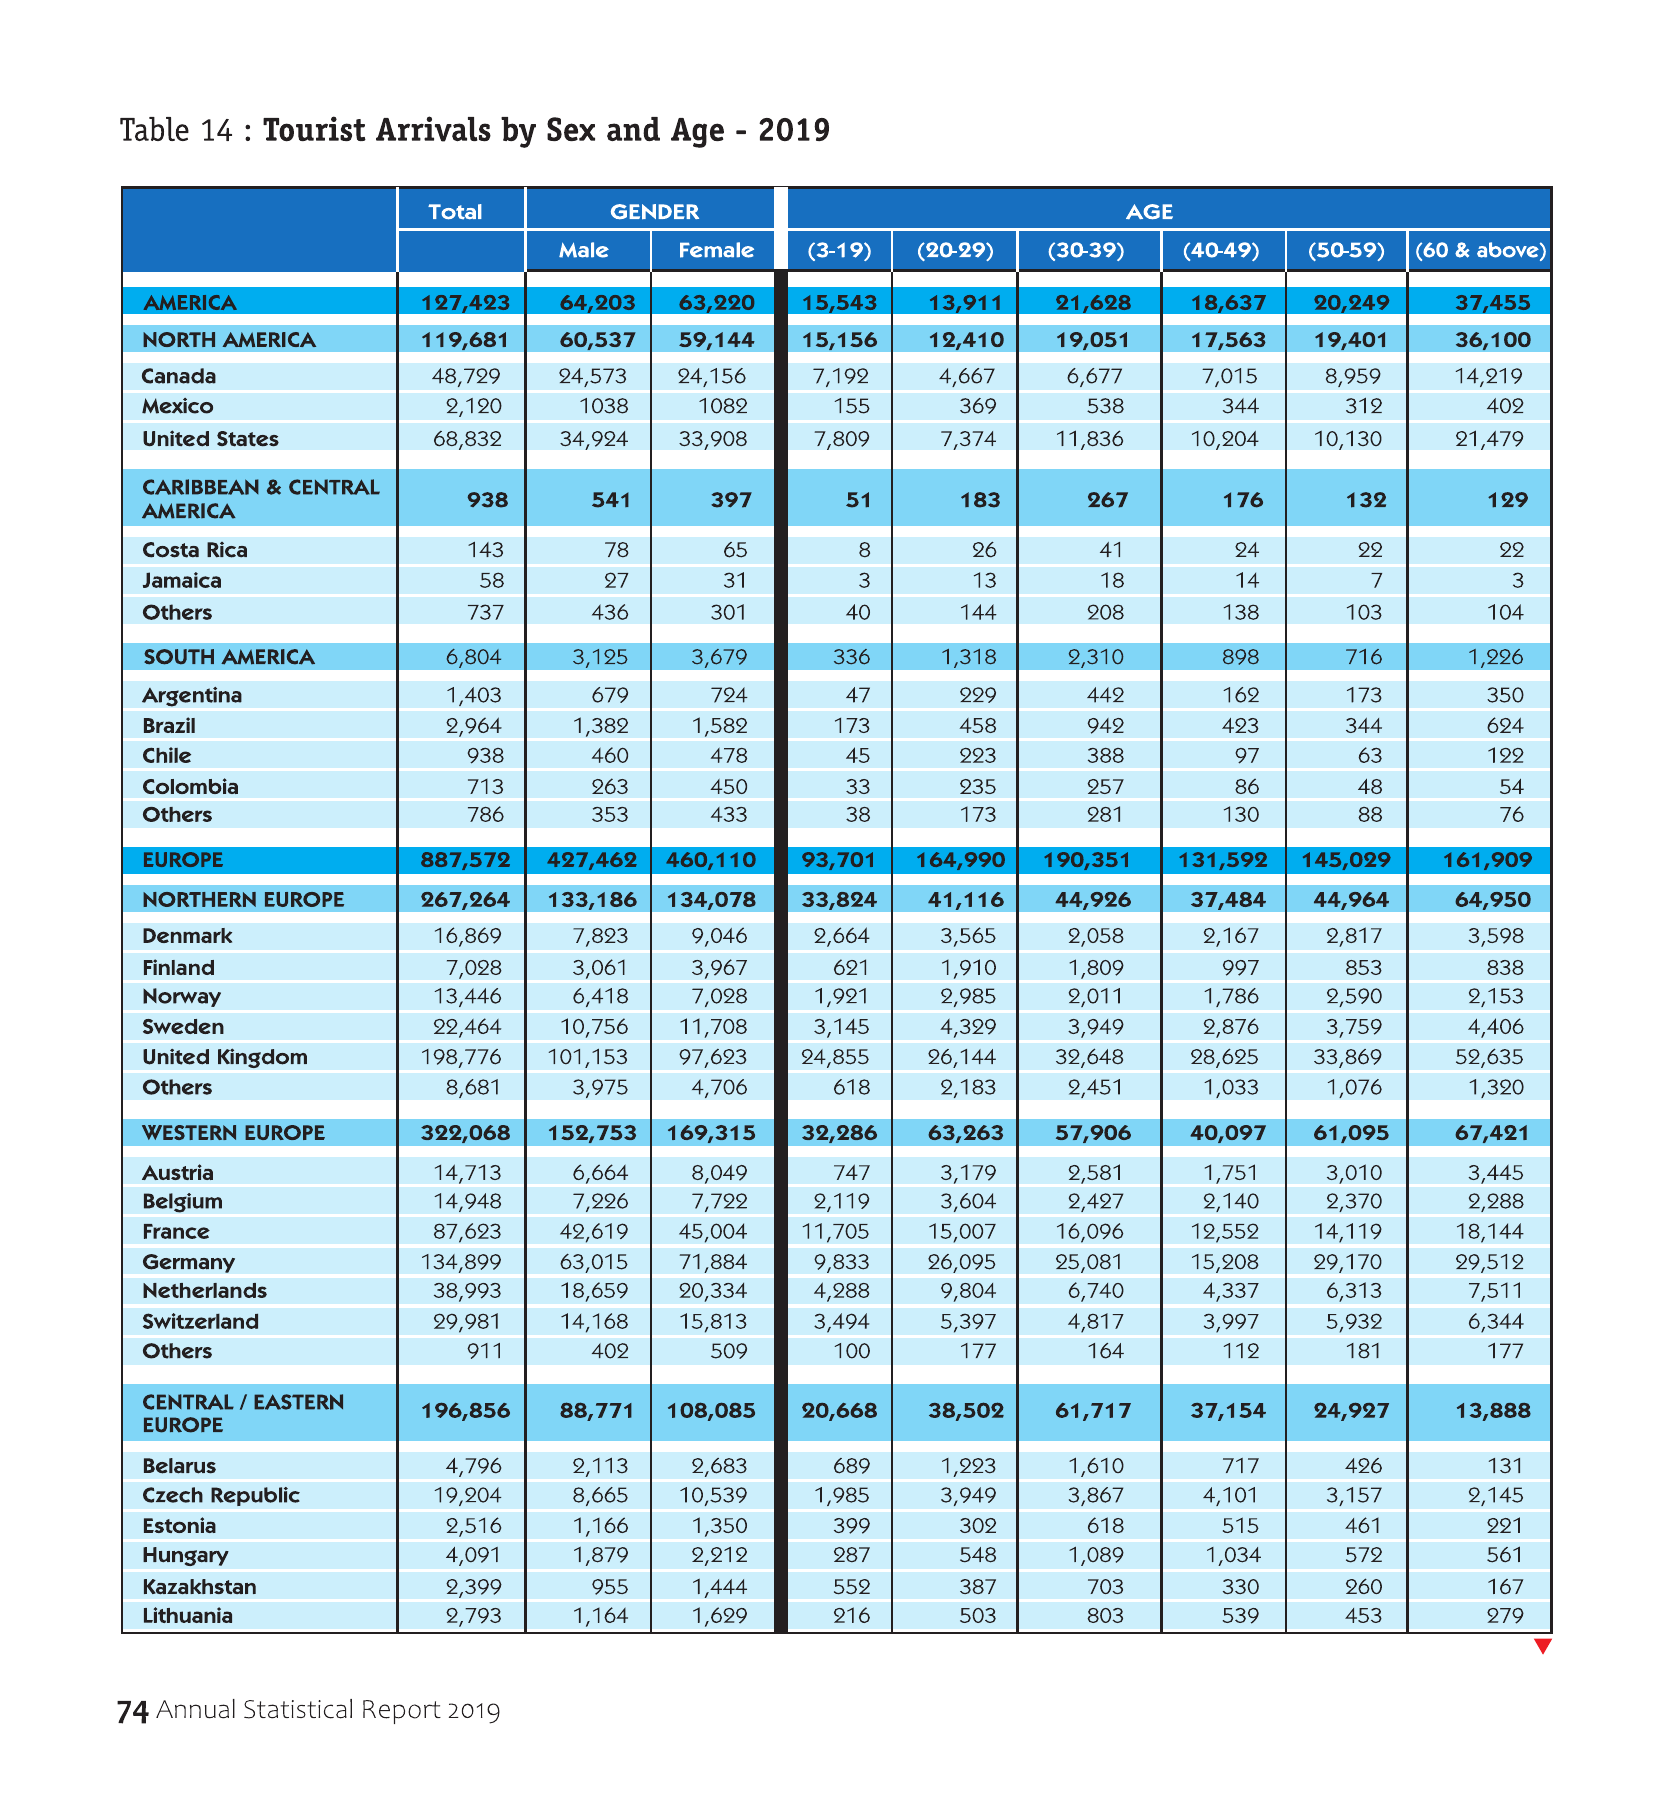 Table 14 : Tourist Arrivals by Sex and Age - 2019
Total GENDER AGE
Male Female (3-19) (20-29) (30-39) (40-49) (50-59) (60 & above)
AMERICA 127,423 64,203 63,220 15,543 13,911 21,628 18,637 20,249 37,455
NORTH AMERICA 119,681 60,537 59,144 15,156 12,410 19,051 17,563 19,401 36,100
Canada 48,729 24,573 24,156 7,192 4,667 6,677 7,015 8,959 14,219
Mexico 2,120 1038 1082 155 369 538 344 312 402
United States 68,832 34,924 33,908 7,809 7,374 11,836 10,204 10,130 21,479
CARIBBEAN & CENTRAL
AMERICA 938 541 397 51 183 267 176 132 129
Costa Rica 143 78 65 8 26 41 24 22 22
Jamaica 58 27 31 3 13 18 14 7 3
Others 737 436 301 40 144 208 138 103 104
SOUTH AMERICA 6,804 3,125 3,679 336 1,318 2,310 898 716 1,226
Argentina 1,403 679 724 47 229 442 162 173 350
Brazil 2,964 1,382 1,582 173 458 942 423 344 624
Chile 938 460 478 45 223 388 97 63 122
Colombia 713 263 450 33 235 257 86 48 54
Others 786 353 433 38 173 281 130 88 76
EUROPE 887,572 427,462 460,110 93,701 164,990 190,351 131,592 145,029 161,909
NORTHERN EUROPE 267,264 133,186 134,078 33,824 41,116 44,926 37,484 44,964 64,950
Denmark 16,869 7,823 9,046 2,664 3,565 2,058 2,167 2,817 3,598
Finland 7,028 3,061 3,967 621 1,910 1,809 997 853 838
Norway 13,446 6,418 7,028 1,921 2,985 2,011 1,786 2,590 2,153
Sweden 22,464 10,756 11,708 3,145 4,329 3,949 2,876 3,759 4,406
United Kingdom 198,776 101,153 97,623 24,855 26,144 32,648 28,625 33,869 52,635
Others 8,681 3,975 4,706 618 2,183 2,451 1,033 1,076 1,320
WESTERN EUROPE 322,068 152,753 169,315 32,286 63,263 57,906 40,097 61,095 67,421
Austria 14,713 6,664 8,049 747 3,179 2,581 1,751 3,010 3,445
Belgium 14,948 7,226 7,722 2,119 3,604 2,427 2,140 2,370 2,288
France 87,623 42,619 45,004 11,705 15,007 16,096 12,552 14,119 18,144
Germany 134,899 63,015 71,884 9,833 26,095 25,081 15,208 29,170 29,512
Netherlands 38,993 18,659 20,334 4,288 9,804 6,740 4,337 6,313 7,511
Switzerland 29,981 14,168 15,813 3,494 5,397 4,817 3,997 5,932 6,344
Others 911 402 509 100 177 164 112 181 177
CENTRAL / EASTERN
EUROPE 196,856 88,771 108,085 20,668 38,502 61,717 37,154 24,927 13,888
Belarus 4,796 2,113 2,683 689 1,223 1,610 717 426 131
Czech Republic 19,204 8,665 10,539 1,985 3,949 3,867 4,101 3,157 2,145
Estonia 2,516 1,166 1,350 399 302 618 515 461 221
Hungary 4,091 1,879 2,212 287 548 1,089 1,034 572 561
Kazakhstan 2,399 955 1,444 552 387 703 330 260 167
Lithuania 2,793 1,164 1,629 216 503 803 539 453 279
74 Annual Statistical Report 2019